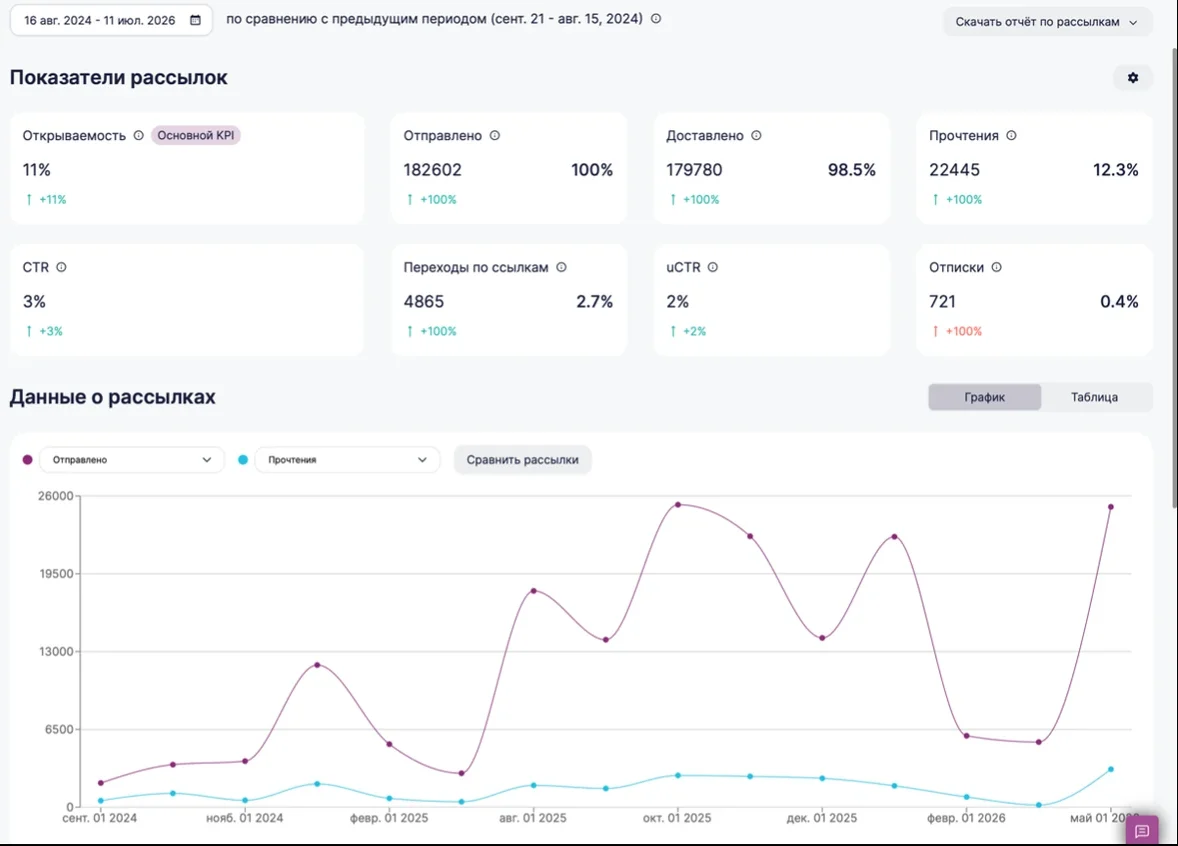 16 авг. 2024 - 11 июл. 2026 по сравнению с предыдущим периодом (сент. 21 - авг. 15, 2024) Скачать отчёт по рассылкам
Показатели рассылок
Открываемость Основной KPI Отправлено Доставлено Прочтения
11% 182602 100% 179780 98.5% 22445 12.3%
↑ +11% ↑ +100% ↑ +100% ↑ +100%
CTR Переходы по ссылкам uCTR Отписки
3% 4865 2.7% 2% 721 0.4%
↑ +3% ↑ +100% ↑ +2% ↑ +100%
Данные о рассылках График Таблица
Отправлено Прочтения Сравнить рассылки
26000
19500
13000
6500
0
сент. 01 2024 нояб. 01 2024 февр. 01 2025 авг. 01 2025 окт. 01 2025 дек. 01 2025 февр. 01 2026 май 01